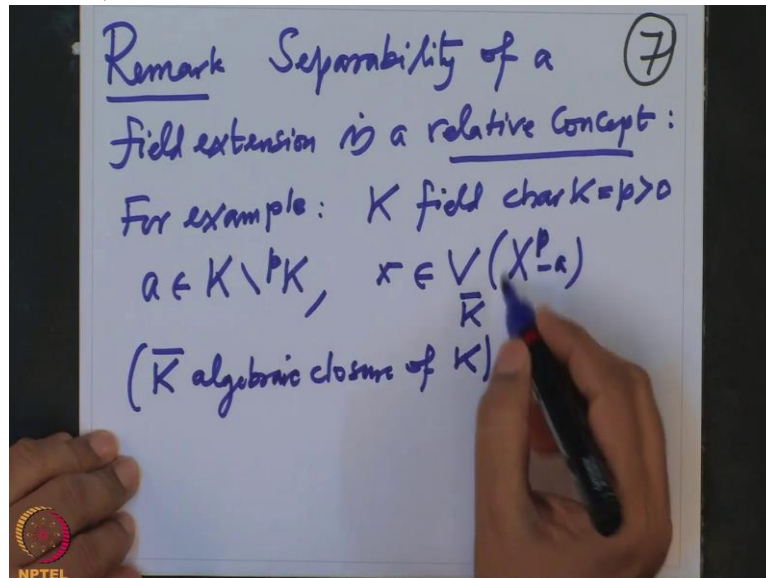 Remark Separability of a ⑦
field extension is a relative Concept:
For example: K field char K = p > 0
a ∈ K \ ᵖK, x ∈ V_K̄ (Xᵖ-a)
(K̄ algebraic closure of K)
NPTEL